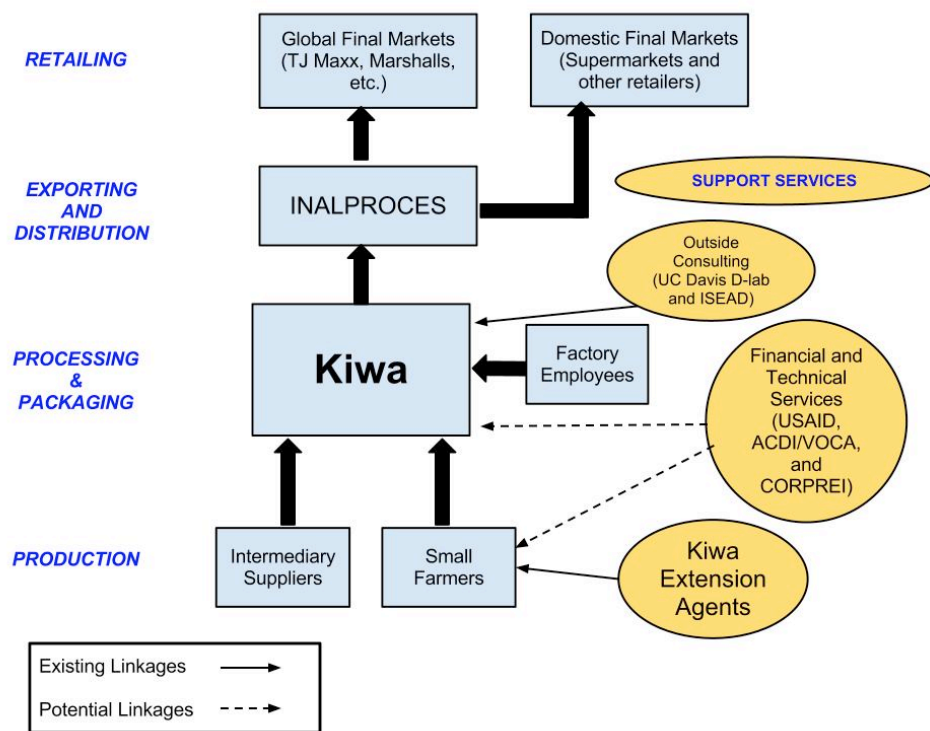 RETAILING
Global Final Markets
(TJ Maxx, Marshalls,
etc.)
Domestic Final Markets
(Supermarkets and
other retailers)
EXPORTING
AND
DISTRIBUTION
INALPROCES
SUPPORT SERVICES
Outside
Consulting
(UC Davis D-lab
and ISEAD)
PROCESSING
&
PACKAGING
Kiwa
Factory
Employees
Financial and
Technical
Services
(USAID,
ACDI/VOCA,
and
CORPREI)
PRODUCTION
Intermediary
Suppliers
Small
Farmers
Kiwa
Extension
Agents
Existing Linkages
Potential Linkages